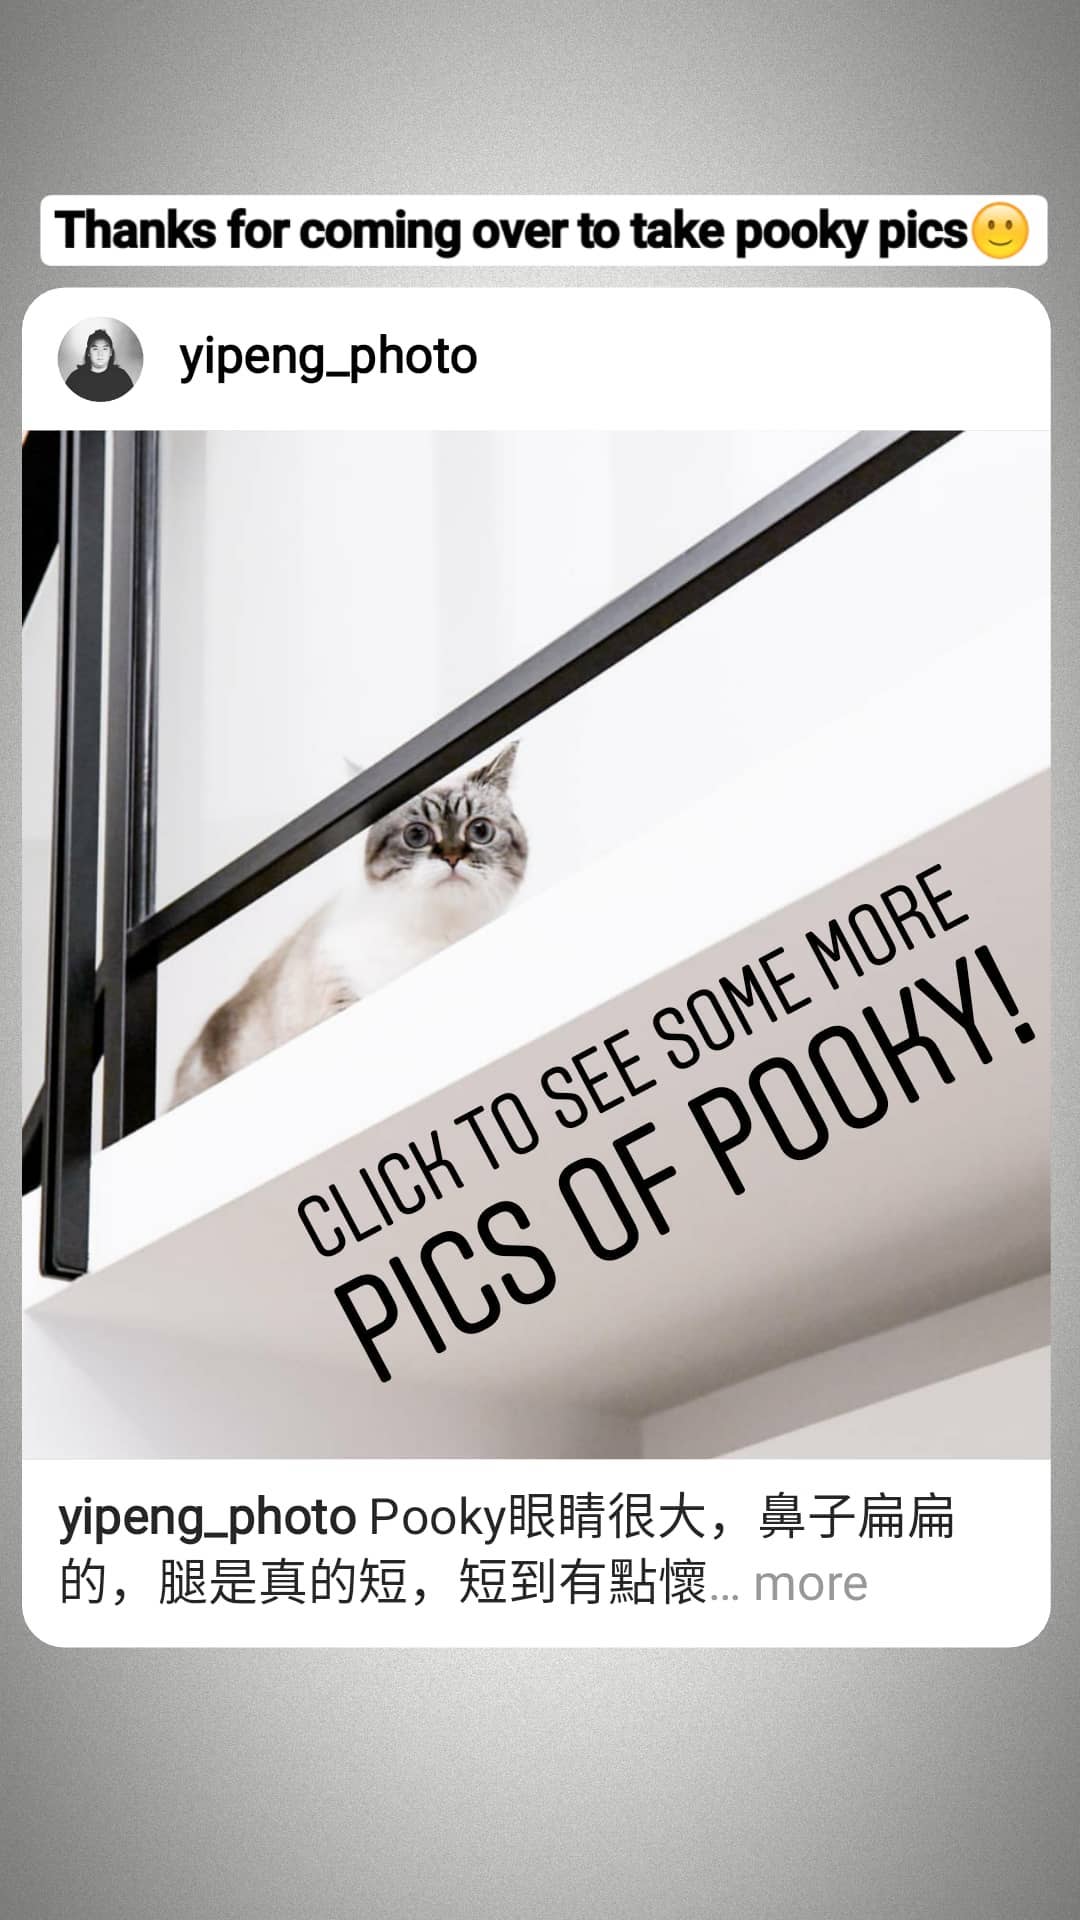 Thanks for coming over to take pooky pics🙂
yipeng_photo
CLICK TO SEE SOME MORE
PICS OF POOKY!
yipeng_photo Pooky眼睛很大，鼻子扁扁
的，腿是真的短，短到有點懷... more